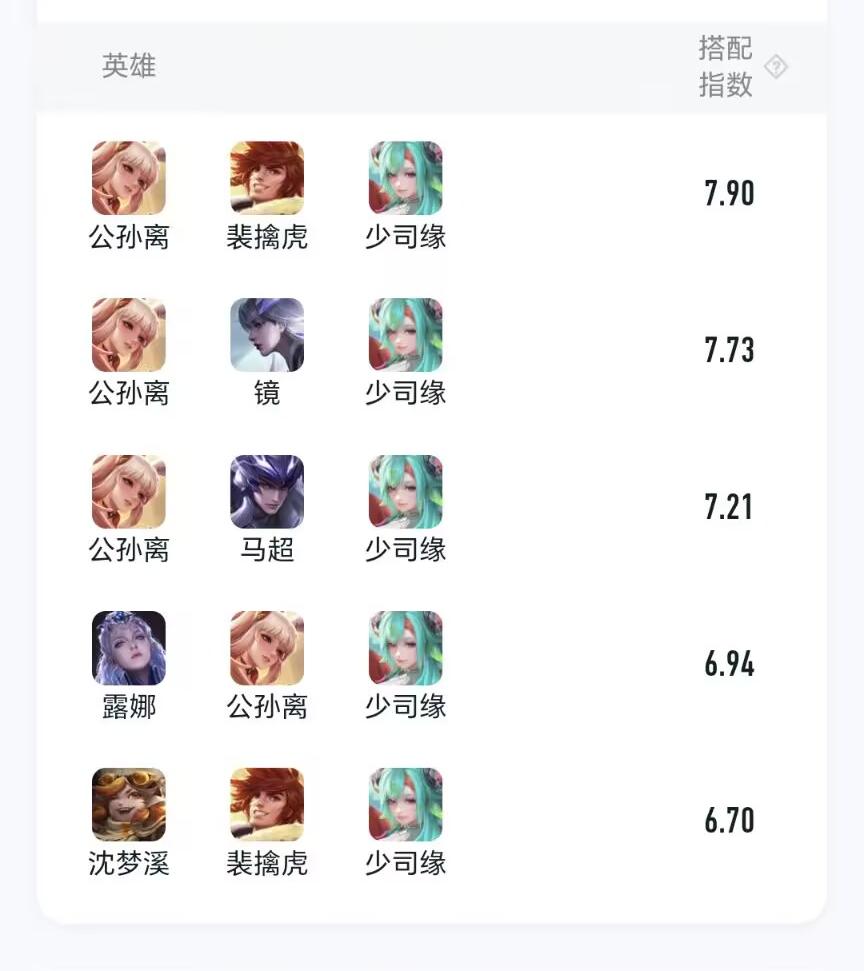 英雄
搭配
指数
?
7.90
公孙离 裴擒虎 少司缘
7.73
公孙离 镜 少司缘
7.21
公孙离 马超 少司缘
6.94
露娜 公孙离 少司缘
6.70
沈梦溪 裴擒虎 少司缘